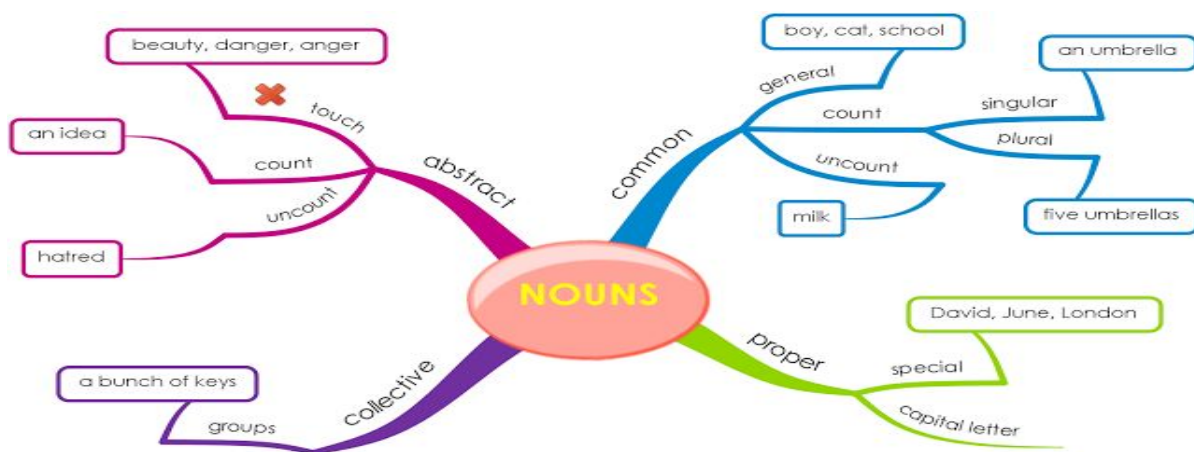 NOUNS
abstract
touch
beauty, danger, anger
count
an idea
uncount
hatred
common
general
boy, cat, school
count
singular
an umbrella
plural
five umbrellas
uncount
milk
collective
groups
a bunch of keys
proper
special
David, June, London
capital letter